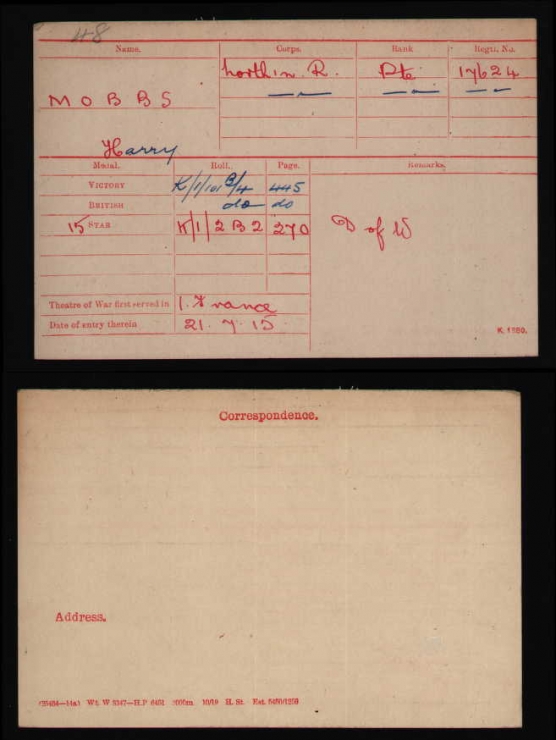 48
Name. Corps. Rank Regtl. No.
MOBBS North'n. R. Pte 17624
Harry
Medal. Roll. Page. Remarks.
VICTORY K/1/101 B/4 445
BRITISH do do
15 STAR K/1/2B2 270 D of W
Theatre of War first served in 1. France
Date of entry therein 21. 7. 15
K. 1380.
Correspondence.
Address.